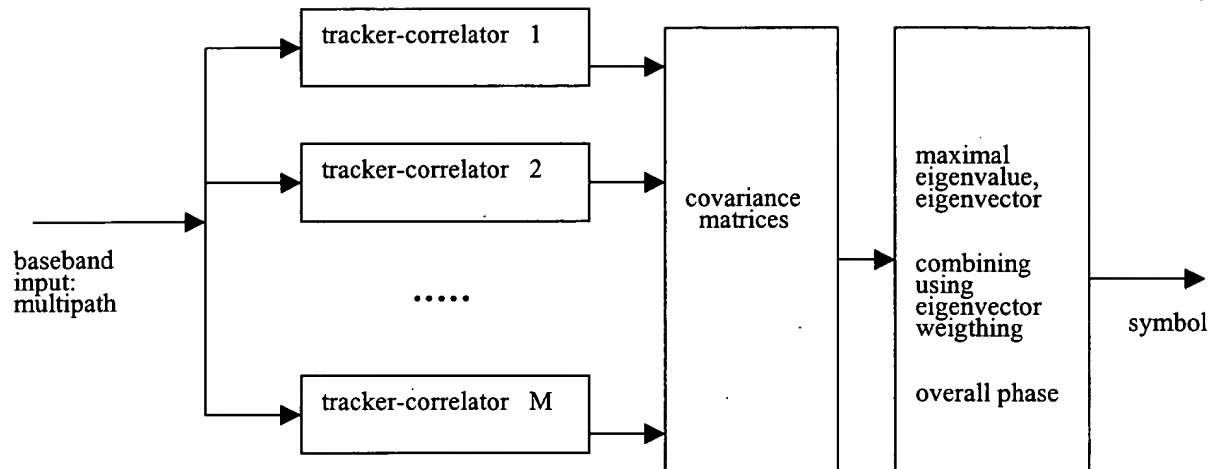 tracker-correlator 1
tracker-correlator 2
tracker-correlator M
baseband
input:
multipath
.....
covariance
matrices
maximal
eigenvalue,
eigenvector
combining
using
eigenvector
weigthing
overall phase
symbol